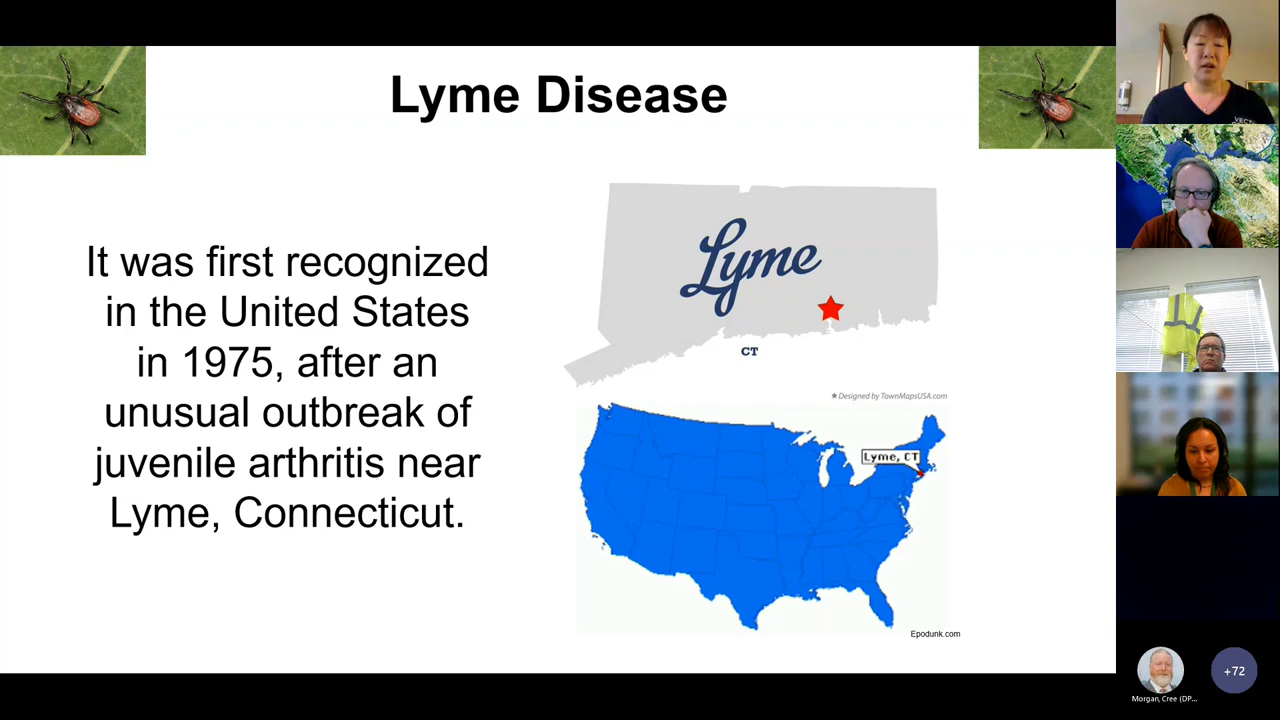 Lyme Disease
It was first recognized
in the United States
in 1975, after an
unusual outbreak of
juvenile arthritis near
Lyme, Connecticut.
Lyme
CT
★ Designed by TownMapsUSA.com
Lyme, CT
Epodunk.com
VECT
Morgan, Cree (DP...
+72